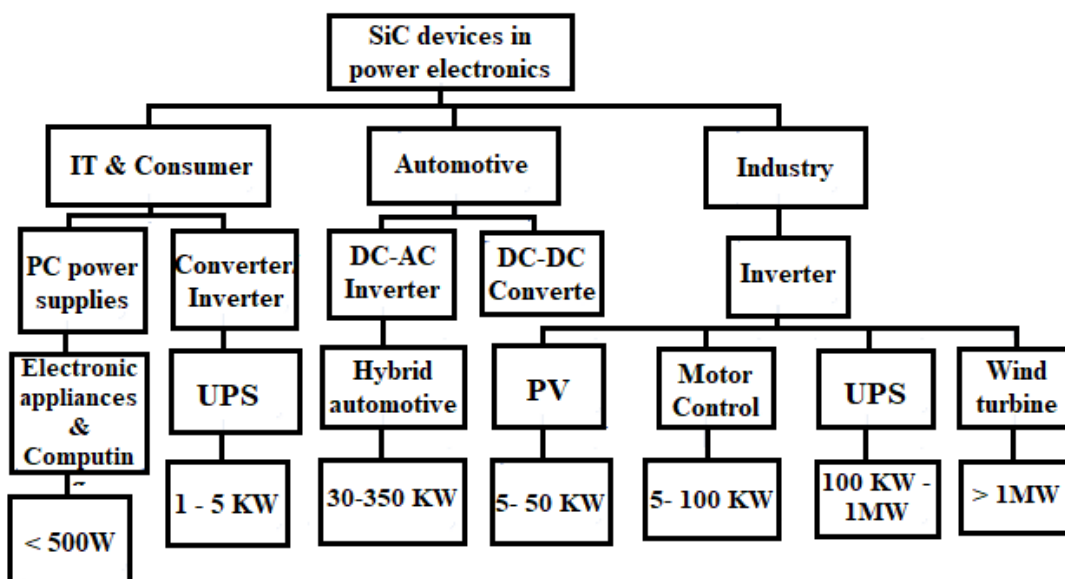 SiC devices in
power electronics
IT & Consumer
Automotive
Industry
PC power
supplies
Converter/
Inverter
DC-AC
Inverter
DC-DC
Converte
Inverter
Electronic
appliances
&
Computin
UPS
Hybrid
automotive
PV
Motor
Control
UPS
Wind
turbine
< 500W
1 - 5 KW
30-350 KW
5- 50 KW
5- 100 KW
100 KW -
1MW
> 1MW